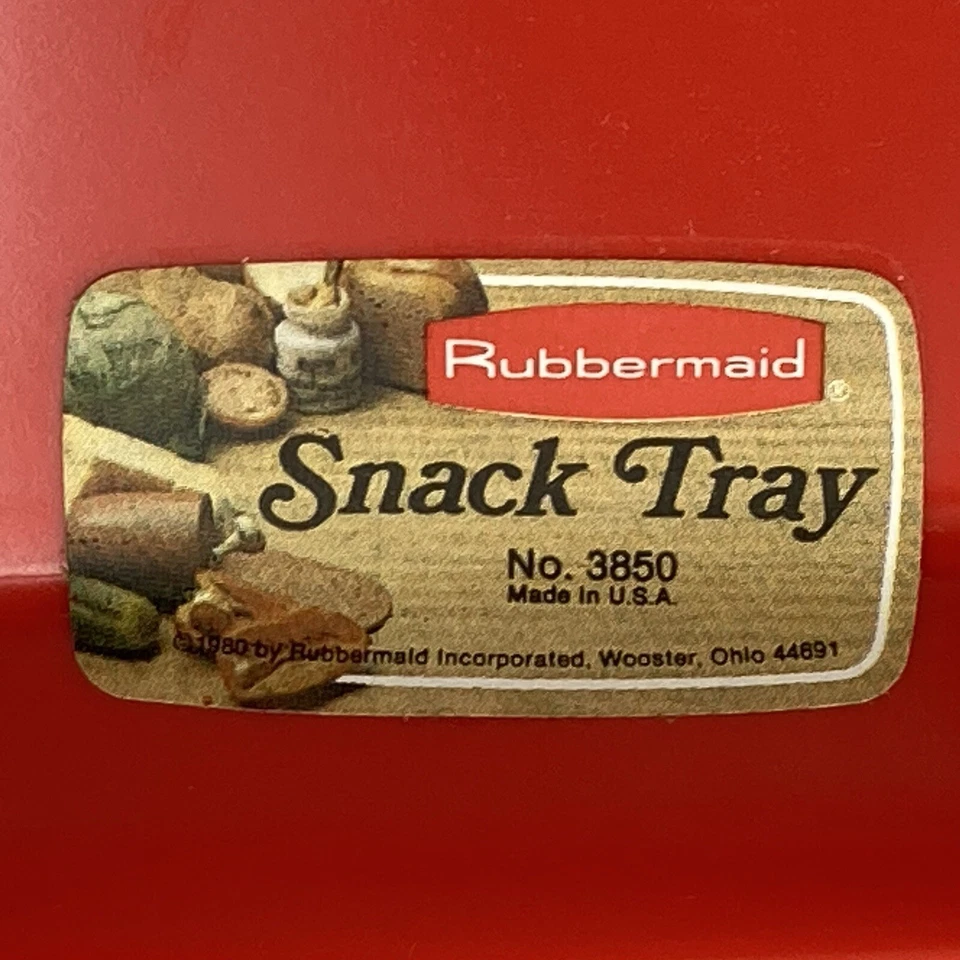 Rubbermaid®
Snack Tray
No. 3850
Made in U.S.A.
©1980 by Rubbermaid Incorporated, Wooster, Ohio 44691